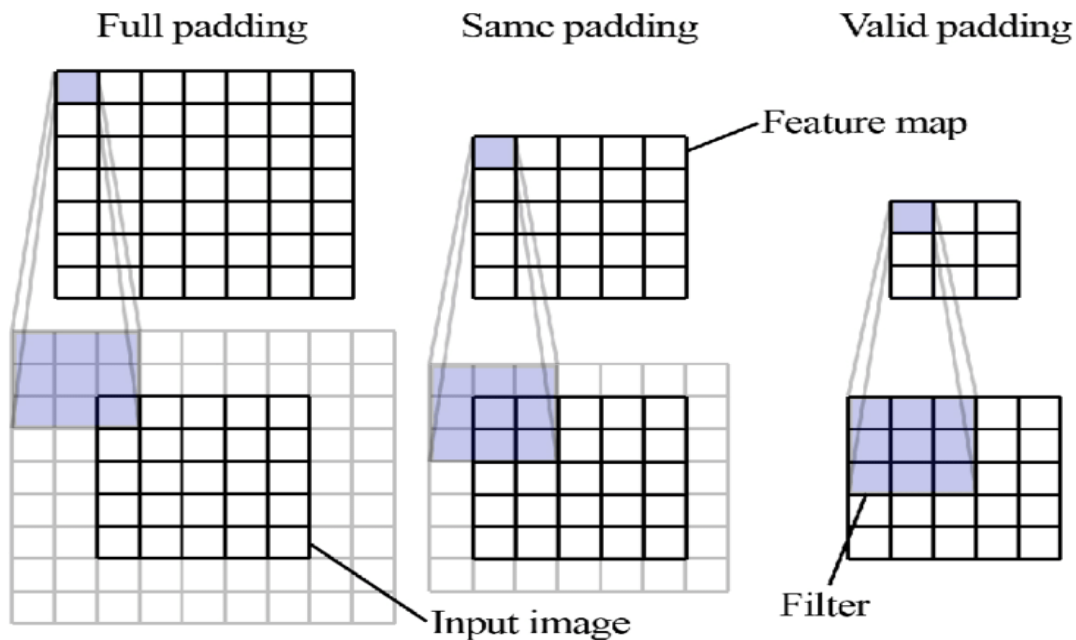 Full padding
Samc padding
Valid padding
Feature map
Filter
Input image